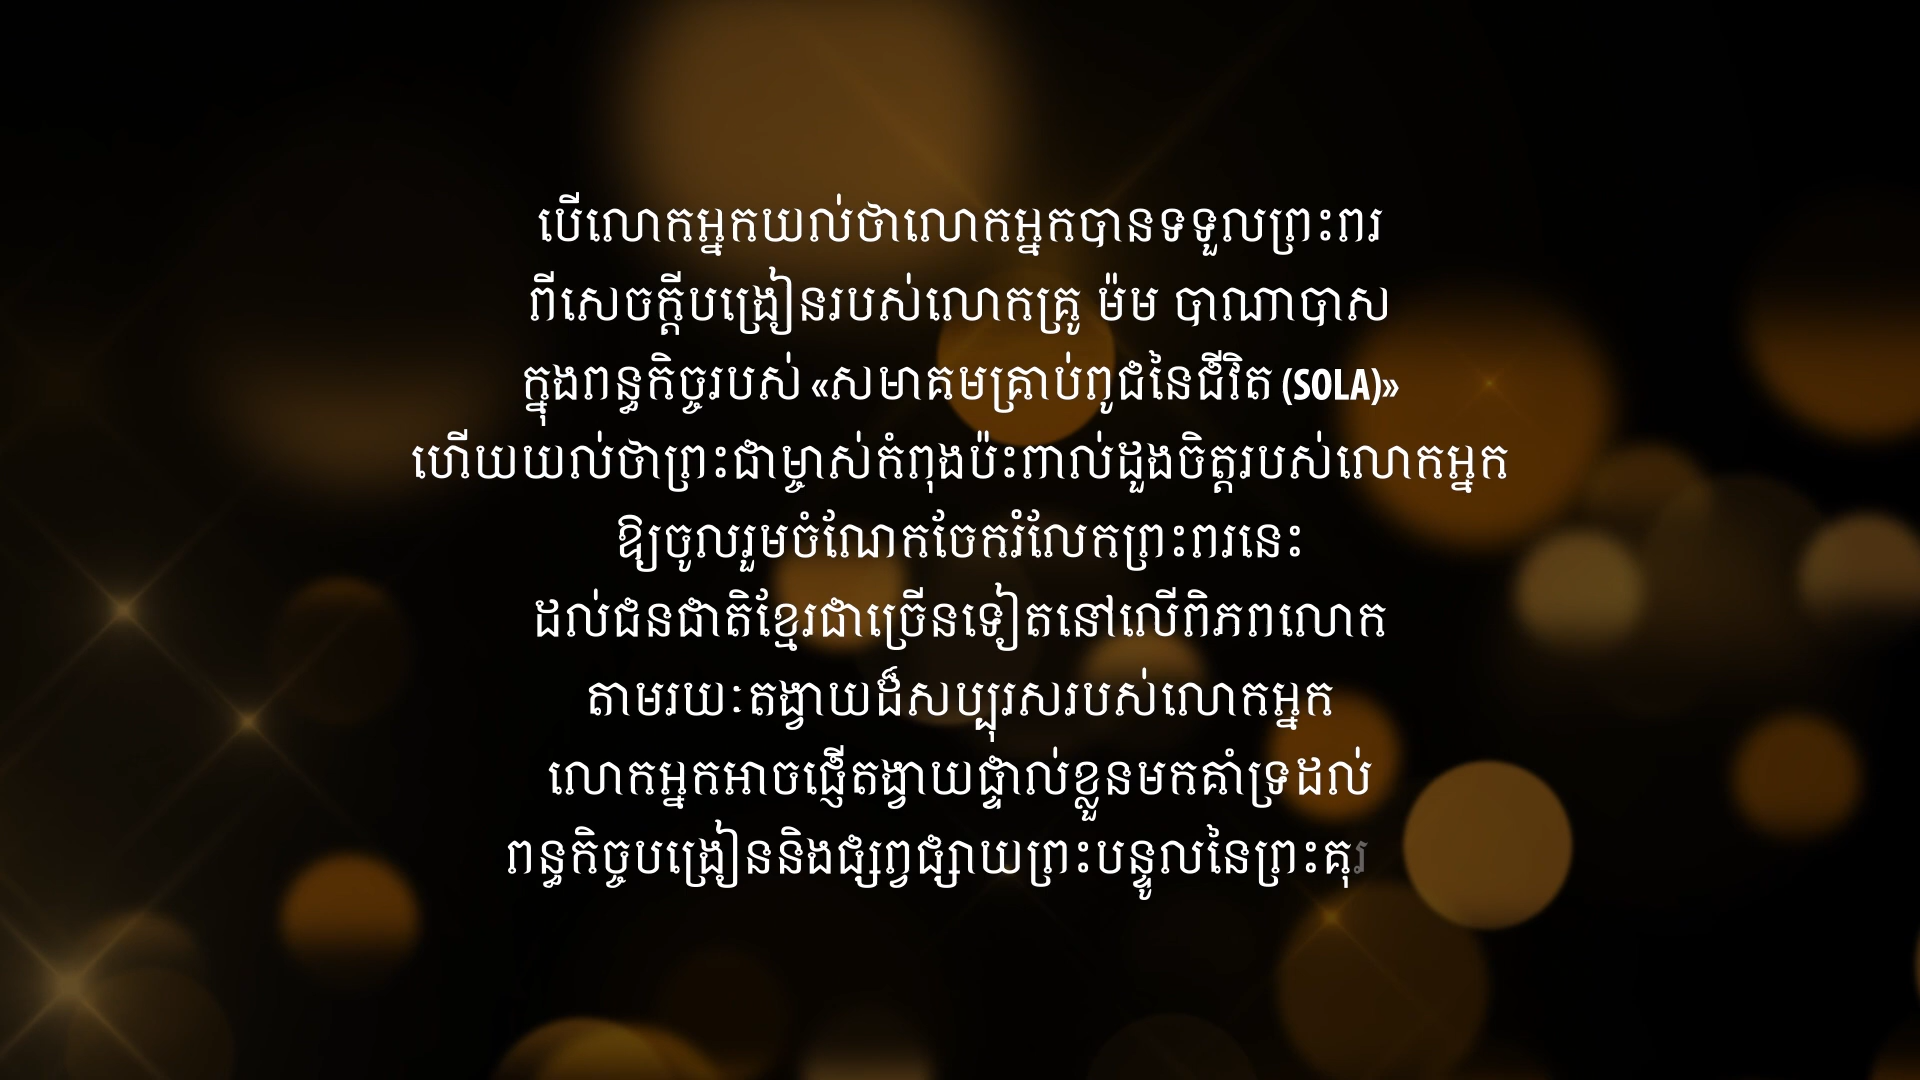 បើលោកអ្នកយល់ថាលោកអ្នកបានទទួលព្រះពរ
ពីសេចក្តីបង្រៀនរបស់លោកគ្រូ ម៉ម បាណាបាស
ក្នុងពន្ធកិច្ចរបស់ «សមាគមគ្រាប់ពូជនៃជីវិត (SOLA)»
ហើយយល់ថាព្រះជាម្ចាស់កំពុងប៉ះពាល់ដួងចិត្តរបស់លោកអ្នក
ឱ្យចូលរួមចំណែកចែករំលែកព្រះពរនេះ
ដល់ជនជាតិខ្មែរជាច្រើនទៀតនៅលើពិភពលោក
តាមរយៈតង្វាយដ៏សប្បុរសរបស់លោកអ្នក
លោកអ្នកអាចផ្ញើតង្វាយផ្ទាល់ខ្លួនមកគាំទ្រដល់
ពន្ធកិច្ចបង្រៀននិងផ្សព្វផ្សាយព្រះបន្ទូលនៃព្រះគុរ